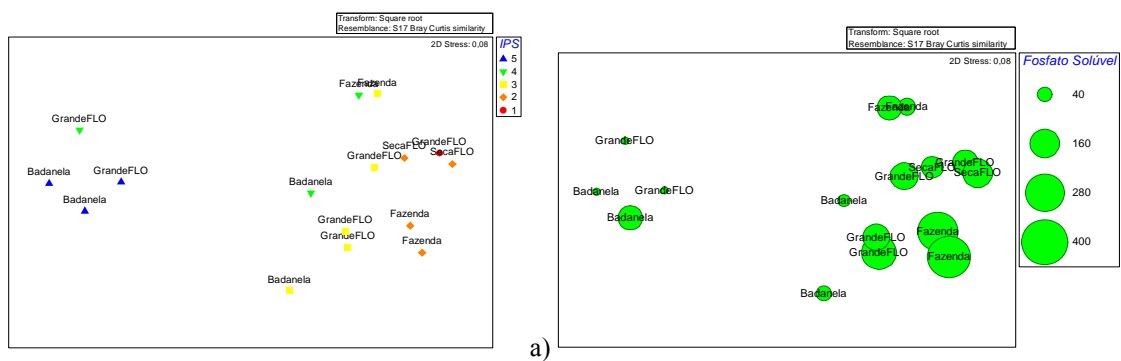 Transform: Square root
Resemblance: S17 Bray Curtis similarity
2D Stress: 0,08
IPS
5
4
3
2
1
Fazenda
Fazenda
GrandeFLO
GrandeFLO
SecaFLO
SecaFLO
GrandeFLO
Badanela
GrandeFLO
Badanela
Badanela
Fazenda
GrandeFLO
GrandeFLO
Fazenda
Badanela
a)
Transform: Square root
Resemblance: S17 Bray Curtis similarity
2D Stress: 0,08
Fosfato Solúvel
40
160
280
400
Fazenda
Fazenda
GrandeFLO
GrandeFLO
SecaFLO
SecaFLO
GrandeFLO
Badanela
GrandeFLO
Badanela
Badanela
Fazenda
GrandeFLO
GrandeFLO
Fazenda
Badanela